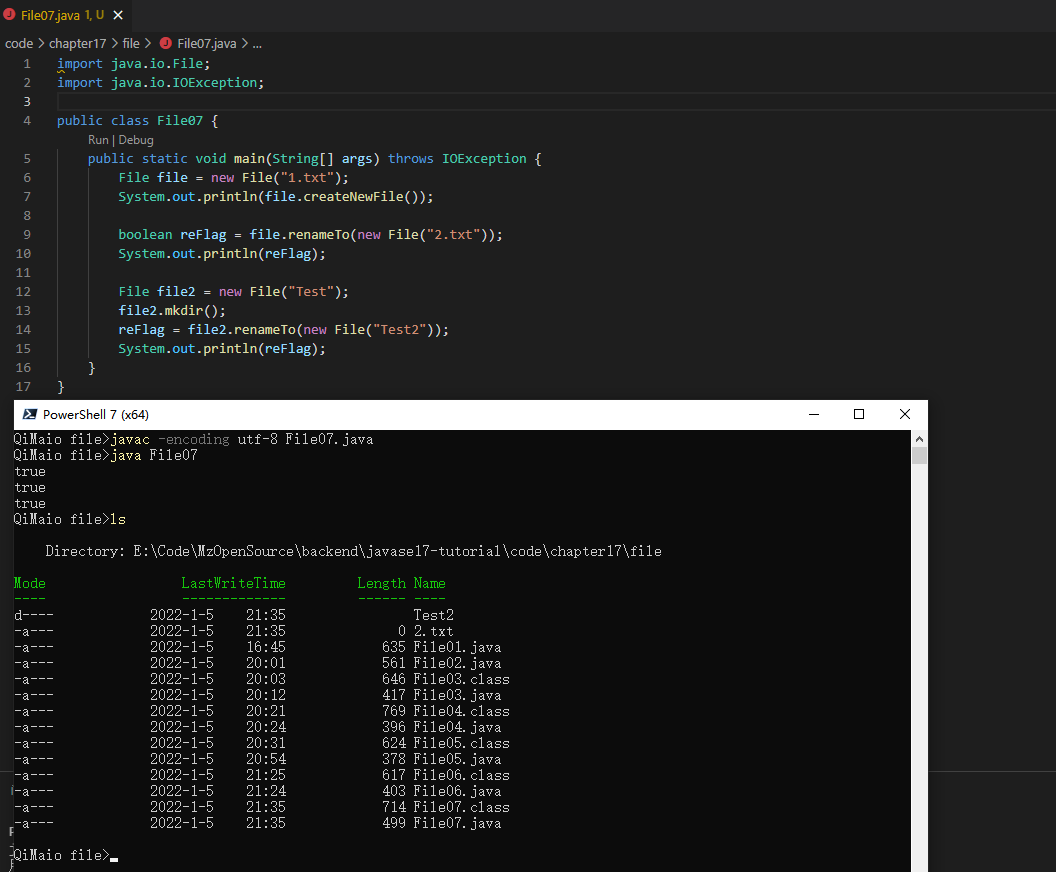 File07.java 1, U
code > chapter17 > file > File07.java > ...
1 import java.io.File;
2 import java.io.IOException;
3
4 public class File07 {
Run | Debug
5 public static void main(String[] args) throws IOException {
6 File file = new File("1.txt");
7 System.out.println(file.createNewFile());
8
9 boolean reFlag = file.renameTo(new File("2.txt"));
10 System.out.println(reFlag);
11
12 File file2 = new File("Test");
13 file2.mkdir();
14 reFlag = file2.renameTo(new File("Test2"));
15 System.out.println(reFlag);
16 }
17 }
PowerShell 7 (x64)
QiMaio file>javac -encoding utf-8 File07.java
QiMaio file>java File07
true
true
true
QiMaio file>ls
Directory: E:\Code\MzOpenSource\backend\javase17-tutorial\code\chapter17\file
Mode LastWriteTime Length Name
---- ------------- ------ ----
d---- 2022-1-5 21:35 Test2
-a--- 2022-1-5 21:35 0 2.txt
-a--- 2022-1-5 16:45 635 File01.java
-a--- 2022-1-5 20:01 561 File02.java
-a--- 2022-1-5 20:03 646 File03.class
-a--- 2022-1-5 20:12 417 File03.java
-a--- 2022-1-5 20:21 769 File04.class
-a--- 2022-1-5 20:24 396 File04.java
-a--- 2022-1-5 20:31 624 File05.class
-a--- 2022-1-5 20:54 378 File05.java
-a--- 2022-1-5 21:25 617 File06.class
-a--- 2022-1-5 21:24 403 File06.java
-a--- 2022-1-5 21:35 714 File07.class
-a--- 2022-1-5 21:35 499 File07.java
QiMaio file>